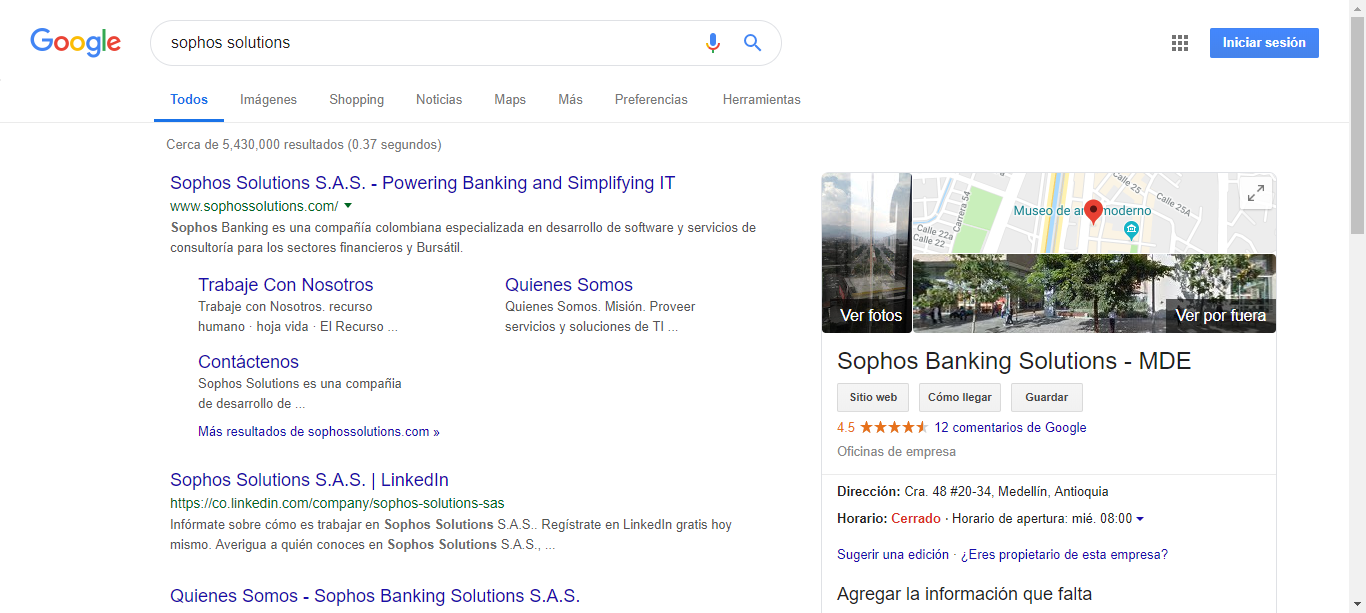 Google
sophos solutions
Iniciar sesión
Todos Imágenes Shopping Noticias Maps Más Preferencias Herramientas
Cerca de 5,430,000 resultados (0.37 segundos)
Sophos Solutions S.A.S. - Powering Banking and Simplifying IT
www.sophossolutions.com/
Sophos Banking es una compañía colombiana especializada en desarrollo de software y servicios de
consultoría para los sectores financieros y Bursátil.
Trabaje Con Nosotros
Trabaje con Nosotros. recurso
humano · hoja vida · El Recurso ...
Quienes Somos
Quienes Somos. Misión. Proveer
servicios y soluciones de TI ...
Contáctenos
Sophos Solutions es una compañia
de desarrollo de ...
Más resultados de sophossolutions.com »
Sophos Solutions S.A.S. | LinkedIn
https://co.linkedin.com/company/sophos-solutions-sas
Infórmate sobre cómo es trabajar en Sophos Solutions S.A.S.. Regístrate en LinkedIn gratis hoy
mismo. Averigua a quién conoces en Sophos Solutions S.A.S., ...
Quienes Somos - Sophos Banking Solutions S.A.S.
Calle 25
Calle 25A
Carrera 54
Museo de moderno
Calle 22a
Calle 22
Ver fotos
Ver por fuera
Sophos Banking Solutions - MDE
Sitio web Cómo llegar Guardar
4.5 12 comentarios de Google
Oficinas de empresa
Dirección: Cra. 48 #20-34, Medellín, Antioquia
Horario: Cerrado · Horario de apertura: mié. 08:00
Sugerir una edición · ¿Eres propietario de esta empresa?
Agregar la información que falta